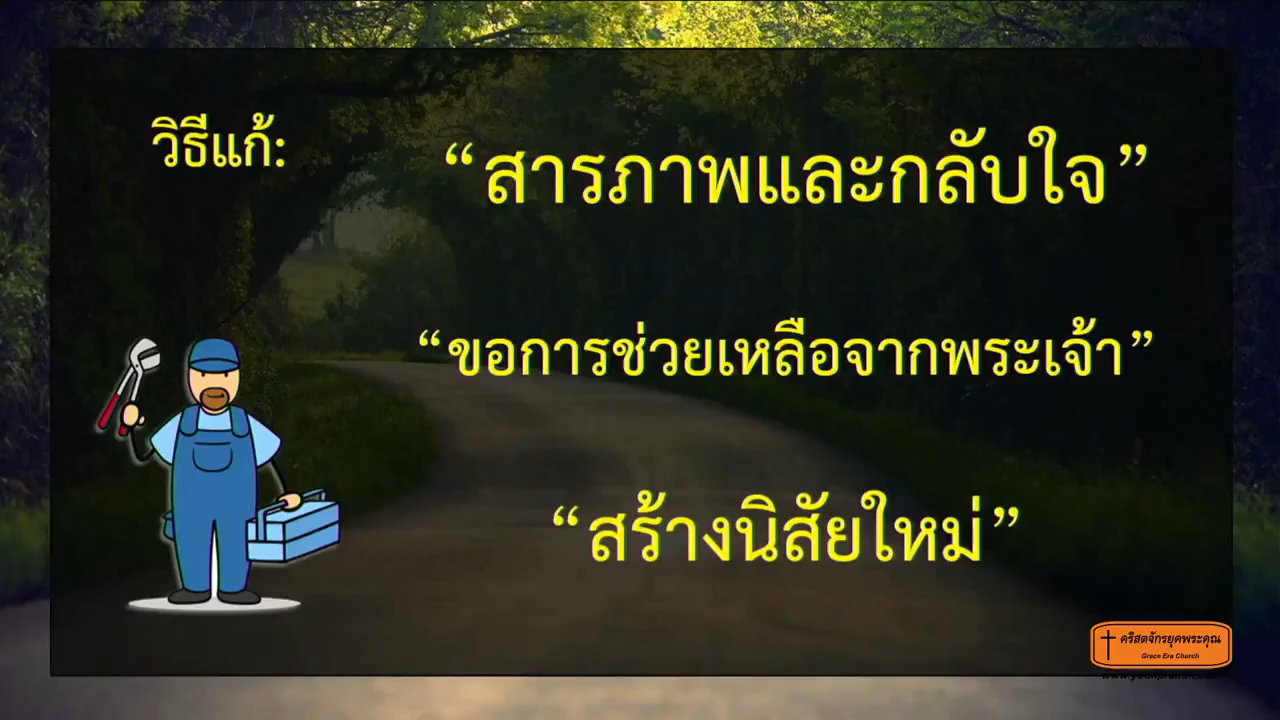 วิธีแก้:
“สารภาพและกลับใจ”
“ขอการช่วยเหลือจากพระเจ้า”
“สร้างนิสัยใหม่”
คริสตจักรยุคพระคุณ
Grace Era Church